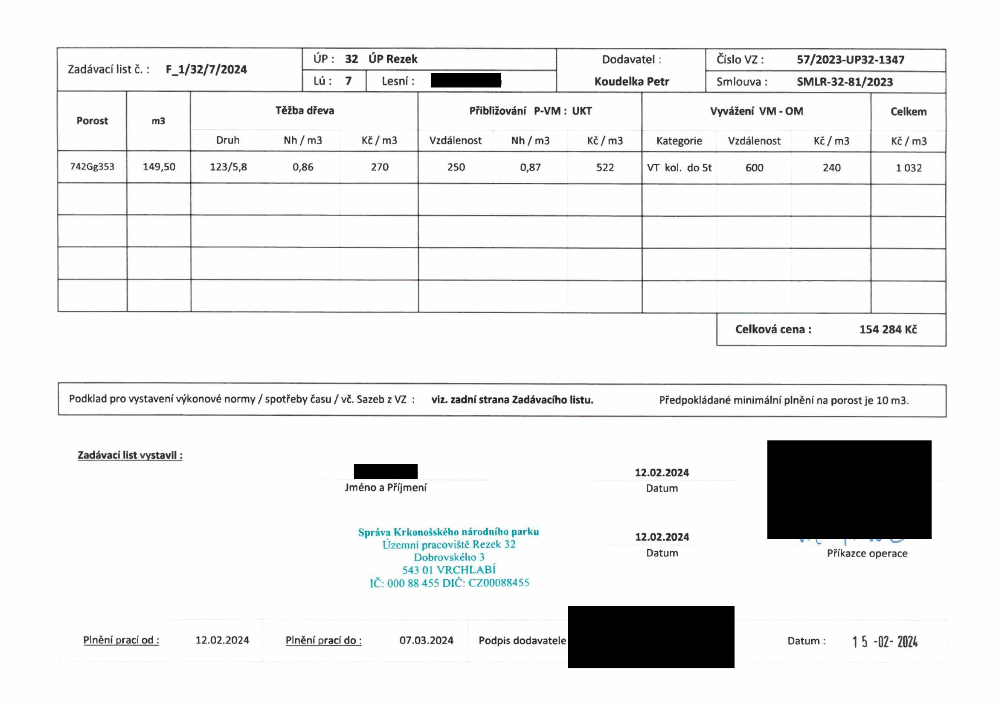 Zadávací list č. : F_1/32/7/2024
ÚP : 32 ÚP Rezek
Lú : 7 Lesní :
Dodavatel :
Koudelka Petr
Číslo VZ : 57/2023-UP32-1347
Smlouva : SMLR-32-81/2023
Porost m3 Těžba dřeva Přibližování P-VM : UKT Vyvážení VM - OM Celkem
Druh Nh / m3 Kč / m3 Vzdálenost Nh / m3 Kč / m3 Kategorie Vzdálenost Kč / m3 Kč / m3
742Gg353 149,50 123/5,8 0,86 270 250 0,87 522 VT kol. do 5t 600 240 1 032
Celková cena : 154 284 Kč
Podklad pro vystavení výkonové normy / spotřeby času / vč. Sazeb z VZ : viz. zadní strana Zadávacího listu. Předpokládané minimální plnění na porost je 10 m3.
Zadávací list vystavil :
12.02.2024
Jméno a Příjmení Datum
Správa Krkonošského národního parku
Územní pracoviště Rezek 32
Dobrovského 3
543 01 VRCHLABÍ
IČ: 000 88 455 DIČ: CZ00088455
12.02.2024
Datum Příkazce operace
Plnění prací od : 12.02.2024 Plnění prací do : 07.03.2024 Podpis dodavatele Datum : 15 -02- 2024